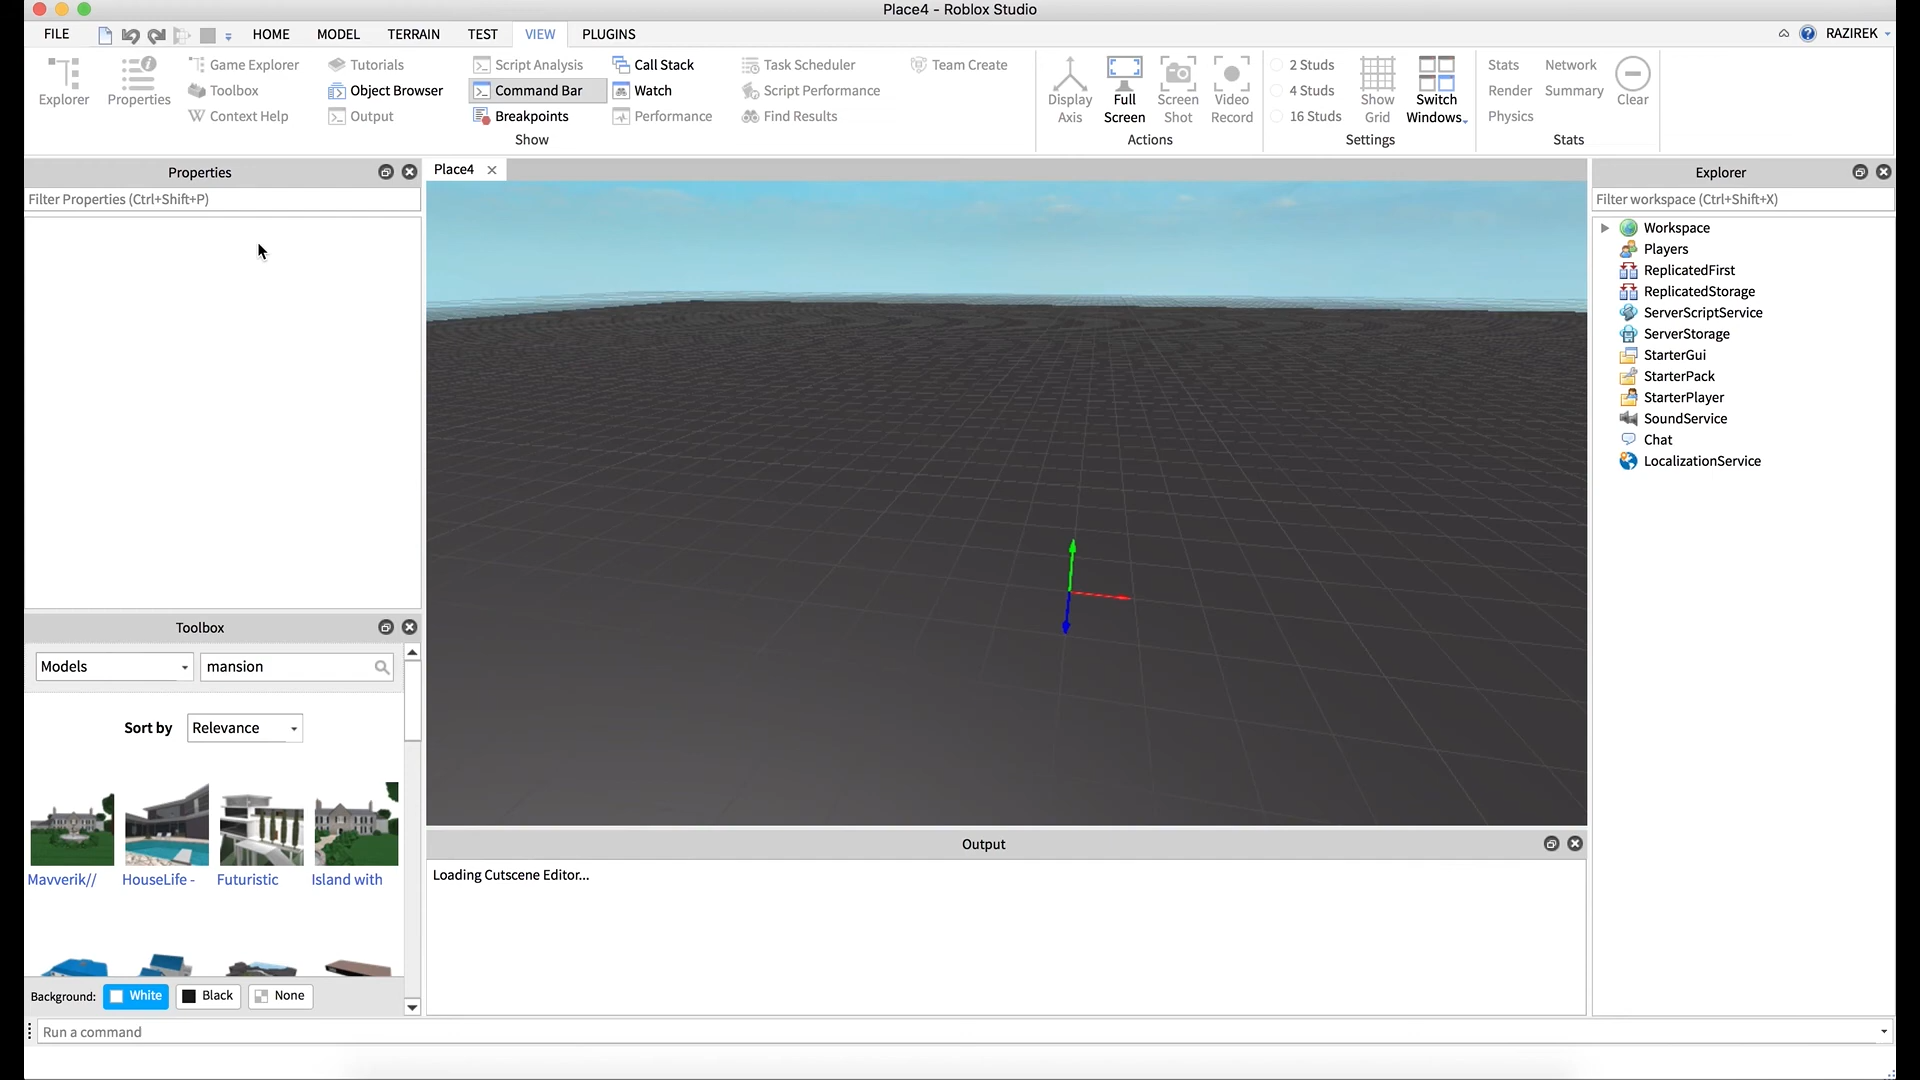 Place4 - Roblox Studio
FILE HOME MODEL TERRAIN TEST VIEW PLUGINS RAZIREK
Explorer
Properties
Game Explorer
Toolbox
Context Help
Tutorials
Object Browser
Output
Script Analysis
Command Bar
Breakpoints
Call Stack
Watch
Performance
Task Scheduler
Script Performance
Find Results
Team Create
Show
Display
Axis
Full
Screen
Screen
Shot
Video
Record
Actions
2 Studs
4 Studs
16 Studs
Show
Grid
Switch
Windows
Settings
Stats
Render
Physics
Network
Summary
Clear
Stats
Properties
Filter Properties (Ctrl+Shift+P)
Toolbox
Models
mansion
Sort by Relevance
Mavverik// HouseLife - Futuristic Island with
Background: White Black None
Place4
Output
Loading Cutscene Editor...
Explorer
Filter workspace (Ctrl+Shift+X)
Workspace
Players
ReplicatedFirst
ReplicatedStorage
ServerScriptService
ServerStorage
StarterGui
StarterPack
StarterPlayer
SoundService
Chat
LocalizationService
Run a command